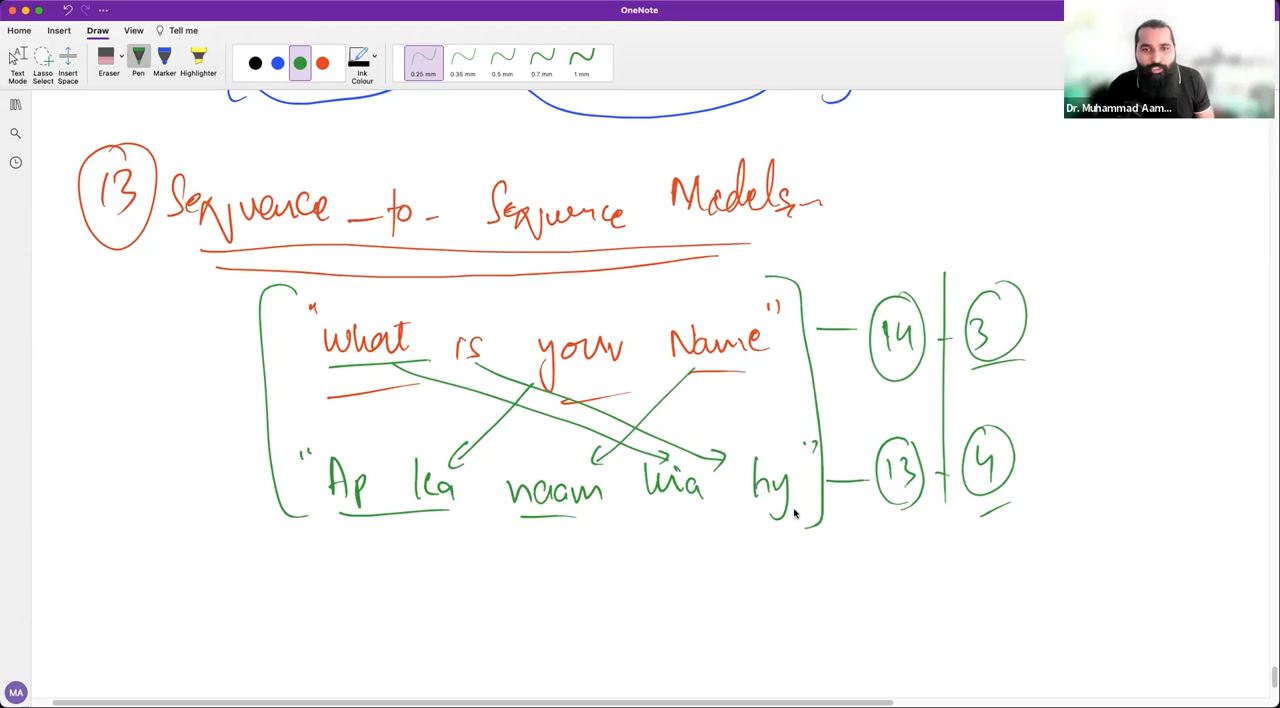 OneNote
Home Insert Draw View Tell me
Text Mode Lasso Select Insert Space Eraser Pen Marker Highlighter Ink Colour 0.25 mm 0.35 mm 0.5 mm 0.7 mm 1 mm
Dr. Muhammad Aam...
13 Sequence-to-Sequence Models
"What is your Name" — 14 - 3
"Ap ka naam kia hy" — 13 - 4
MA